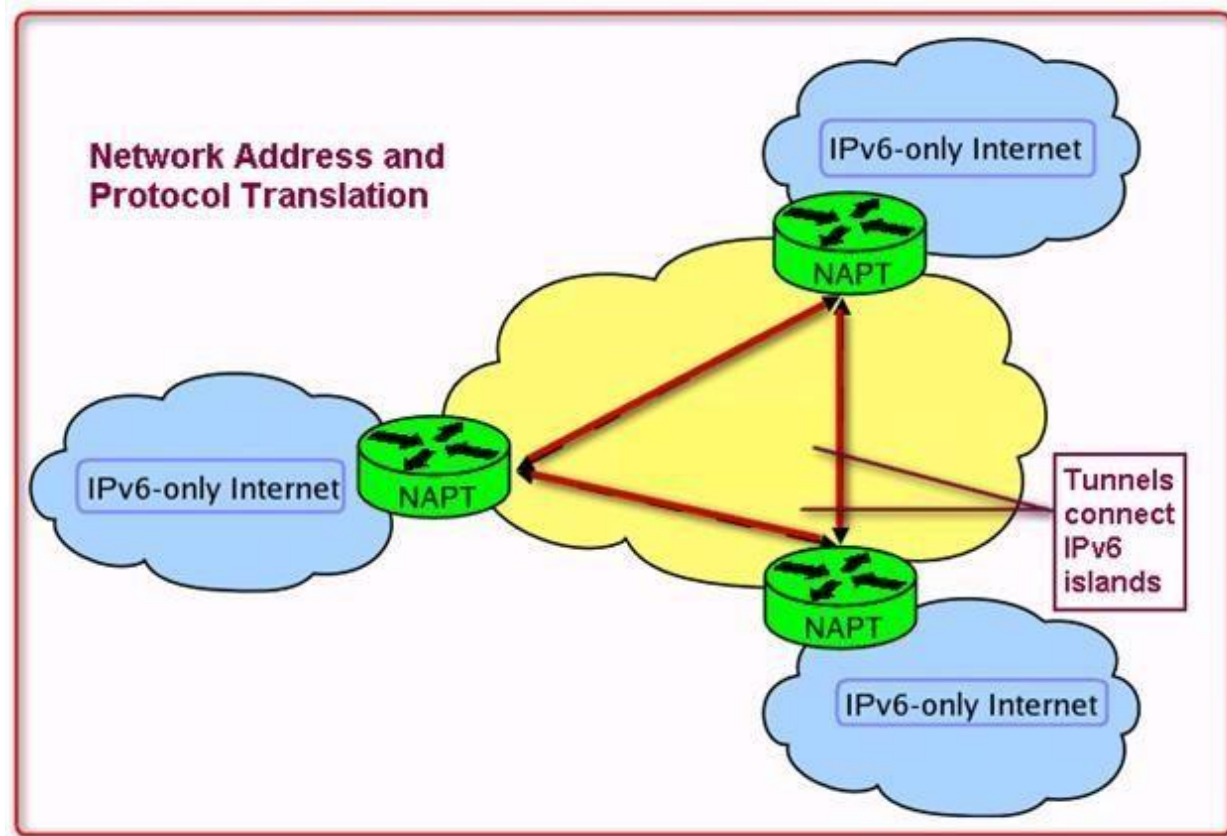 Network Address and
Protocol Translation
IPv6-only Internet
NAPT
IPv6-only Internet
NAPT
Tunnels
connect
IPv6
islands
NAPT
IPv6-only Internet